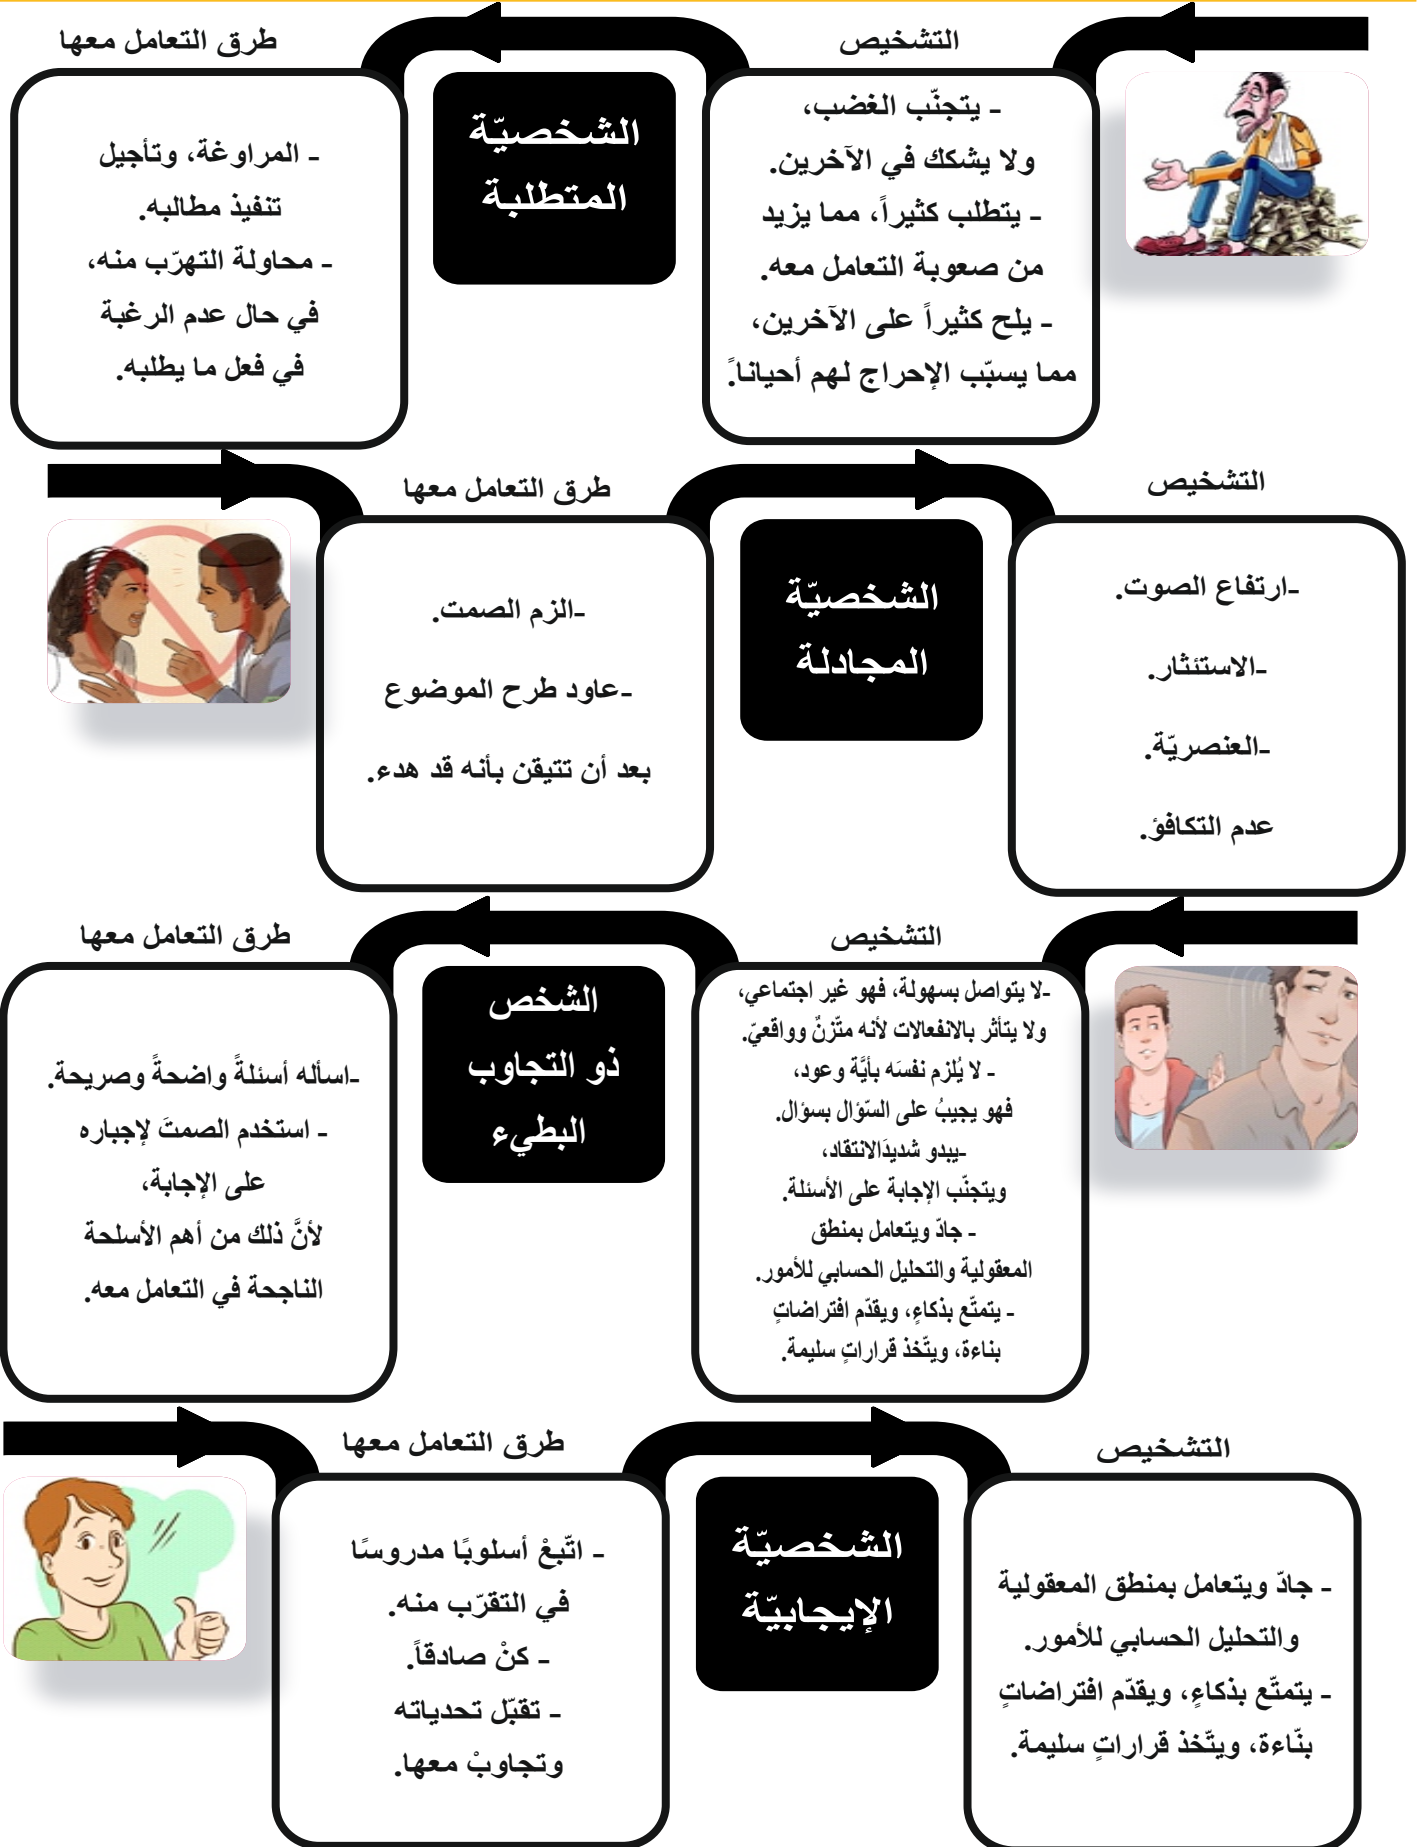 التشخيص
- يتجنّب الغضب،
ولا يشكك في الآخرين.
- يتطلب كثيراً، مما يزيد
من صعوبة التعامل معه.
- يلح كثيراً على الآخرين،
مما يسبّب الإحراج لهم أحياناً.
الشخصيّة
المتطلبة
طرق التعامل معها
- المراوغة، وتأجيل
تنفيذ مطالبه.
- محاولة التهرّب منه،
في حال عدم الرغبة
في فعل ما يطلبه.
التشخيص
-ارتفاع الصوت.
-الاستئثار.
-العنصريّة.
عدم التكافؤ.
الشخصيّة
المجادلة
طرق التعامل معها
-الزم الصمت.
-عاود طرح الموضوع
بعد أن تتيقن بأنه قد هدء.
التشخيص
-لا يتواصل بسهولة، فهو غير اجتماعي،
ولا يتأثر بالانفعالات لأنه متّزنٌ وواقعيّ.
- لا يُلزم نفسَه بأيَّة وعود،
فهو يجيبُ على السّؤال بسؤال.
-يبدو شديدَالانتقاد،
ويتجنّب الإجابة على الأسئلة.
- جادّ ويتعامل بمنطق
المعقولية والتحليل الحسابي للأمور.
- يتمتّع بذكاءٍ، ويقدّم افتراضاتٍ
بناءة، ويتّخذ قراراتٍ سليمة.
الشخص
ذو التجاوب
البطيء
طرق التعامل معها
-اسأله أسئلةً واضحةً وصريحة.
- استخدم الصمتَ لإجباره
على الإجابة،
لأنَّ ذلك من أهم الأسلحة
الناجحة في التعامل معه.
التشخيص
- جادّ ويتعامل بمنطق المعقولية
والتحليل الحسابي للأمور.
- يتمتّع بذكاءٍ، ويقدّم افتراضاتٍ
بنّاءة، ويتّخذ قراراتٍ سليمة.
الشخصيّة
الإيجابيّة
طرق التعامل معها
- اتّبعْ أسلوبًا مدروسًا
في التقرّب منه.
- كنْ صادقاً.
- تقبّل تحدياته
وتجاوبْ معها.